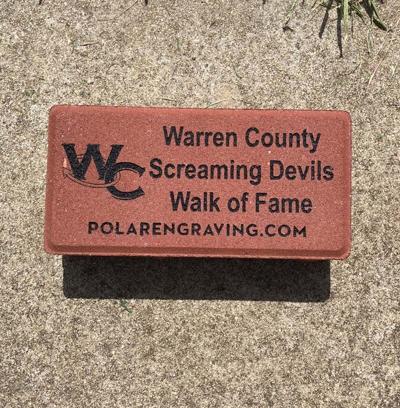 WC
Warren County
Screaming Devils
Walk of Fame
POLARENGRAVING.COM